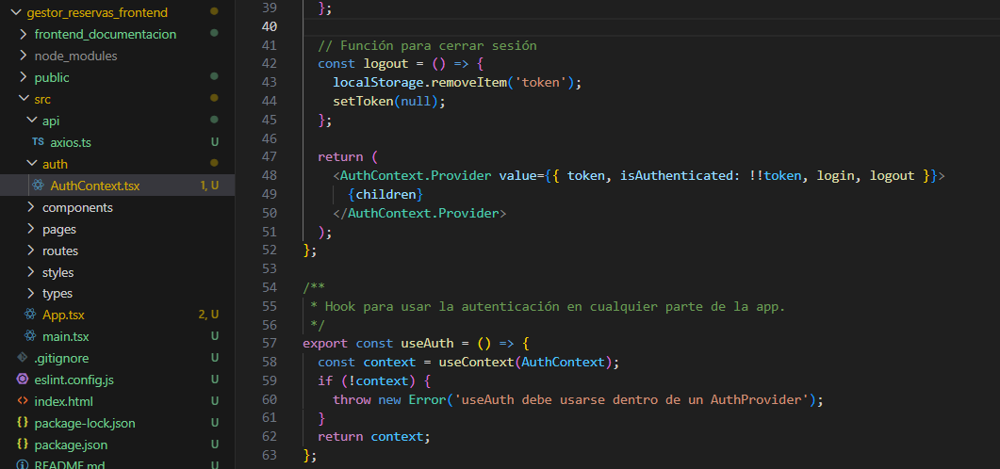 gestor_reservas_frontend
frontend_documentacion
node_modules
public
src
api
TS axios.ts U
auth
AuthContext.tsx 1, U
components
pages
routes
styles
types
App.tsx 2, U
main.tsx U
.gitignore U
eslint.config.js U
<> index.html U
{} package-lock.json U
{} package.json U
README.md U
39 };
40
41 // Función para cerrar sesión
42 const logout = () => {
43 localStorage.removeItem('token');
44 setToken(null);
45 };
46
47 return (
48 <AuthContext.Provider value={{ token, isAuthenticated: !!token, login, logout }}>
49 {children}
50 </AuthContext.Provider>
51 );
52 };
53
54 /**
55 * Hook para usar la autenticación en cualquier parte de la app.
56 */
57 export const useAuth = () => {
58 const context = useContext(AuthContext);
59 if (!context) {
60 throw new Error('useAuth debe usarse dentro de un AuthProvider');
61 }
62 return context;
63 };